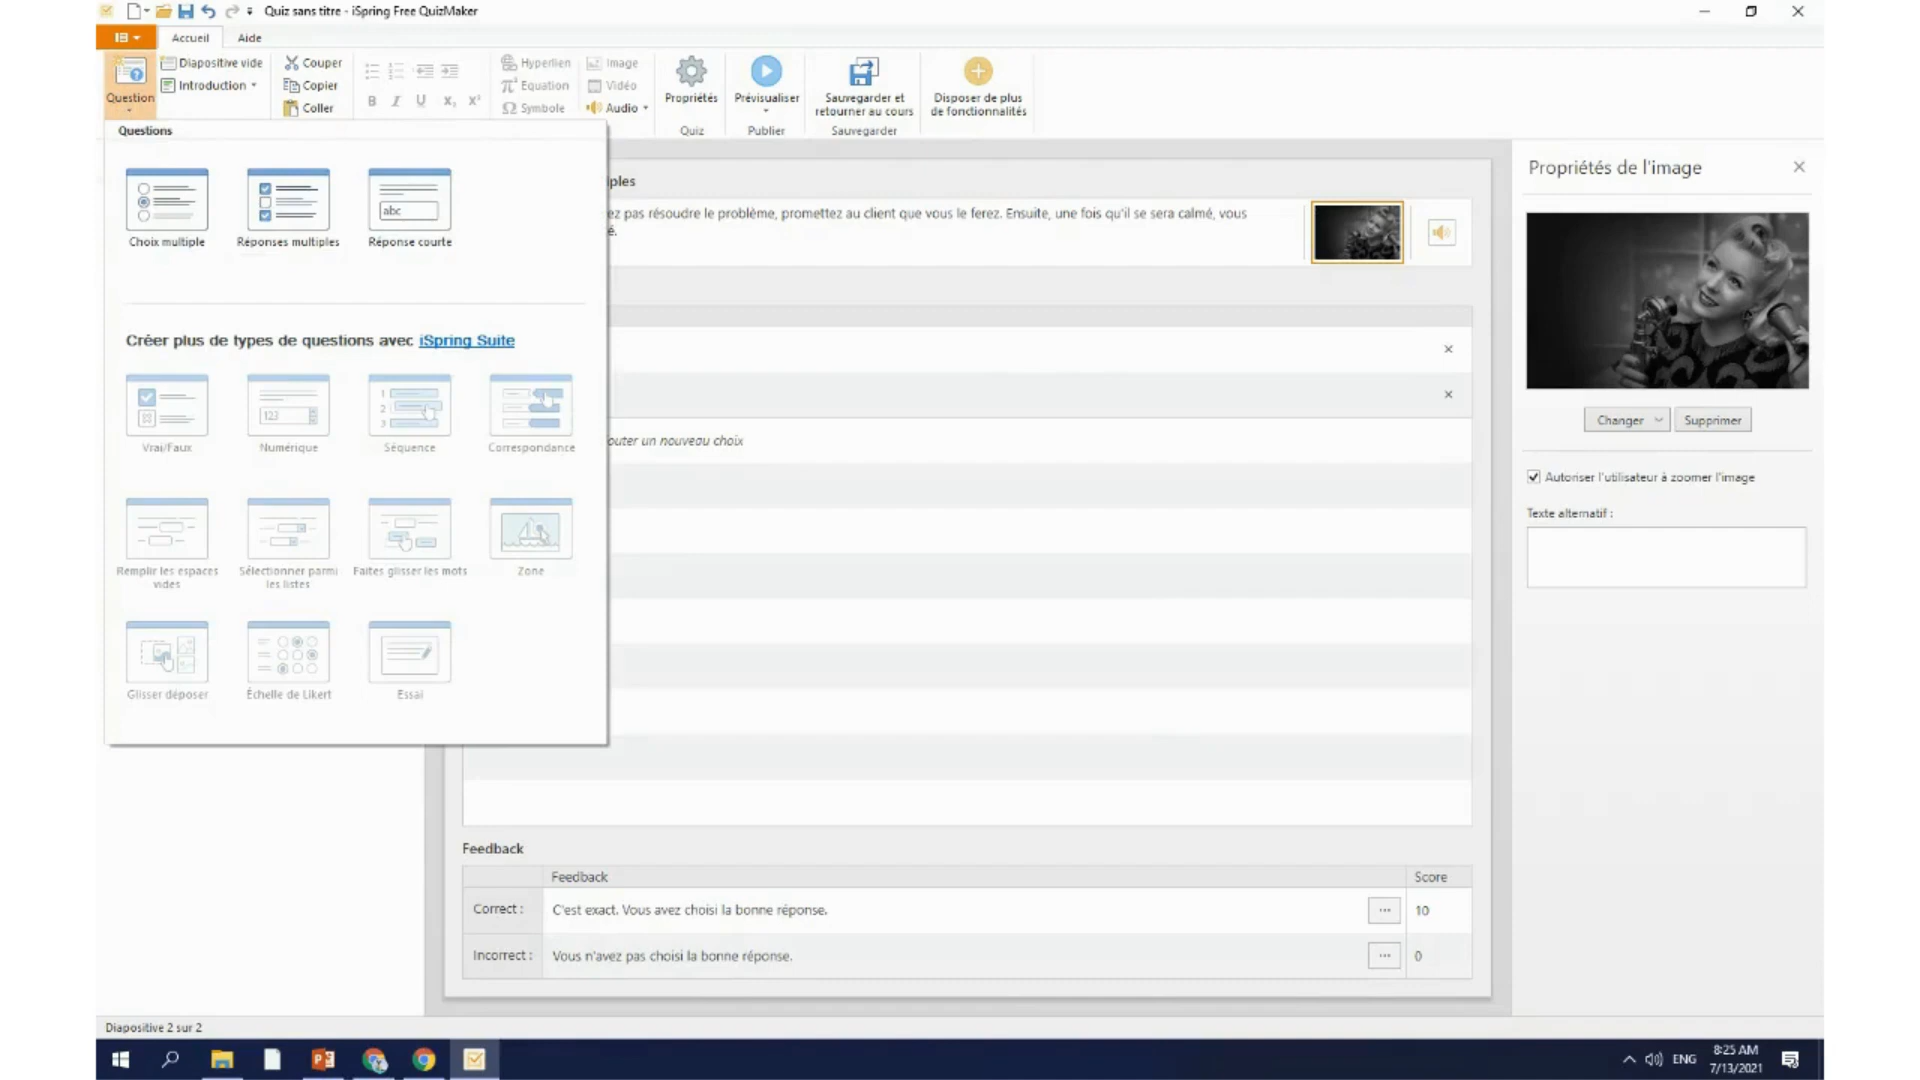 Quiz sans titre - iSpring Free QuizMaker
Accueil Aide
Question
Diapositive vide
Introduction
Couper
Copier
Coller
B I U X, X²
Hyperlien
Equation
Symbole
Image
Vidéo
Audio
Propriétés
Quiz
Prévisualiser
Publier
Sauvegarder et
retourner au cours
Sauvegarder
Disposer de plus
de fonctionnalités
Questions
Choix multiple
Réponses multiples
abc
Réponse courte
Créer plus de types de questions avec iSpring Suite
Vrai/Faux
123
Numérique
1
2
3
Séquence
Correspondance
Remplir les espaces
vides
Sélectionner parmi
les listes
Faites glisser les mots
Zone
Glisser déposer
Échelle de Likert
Essai
iples
ez pas résoudre le problème, promettez au client que vous le ferez. Ensuite, une fois qu'il se sera calmé, vous
é.
outer un nouveau choix
Feedback
Feedback Score
Correct : C'est exact. Vous avez choisi la bonne réponse. ... 10
Incorrect : Vous n'avez pas choisi la bonne réponse. ... 0
Propriétés de l'image
Changer Supprimer
Autoriser l'utilisateur à zoomer l'image
Texte alternatif :
Diapositive 2 sur 2
ENG
8:25 AM
7/13/2021